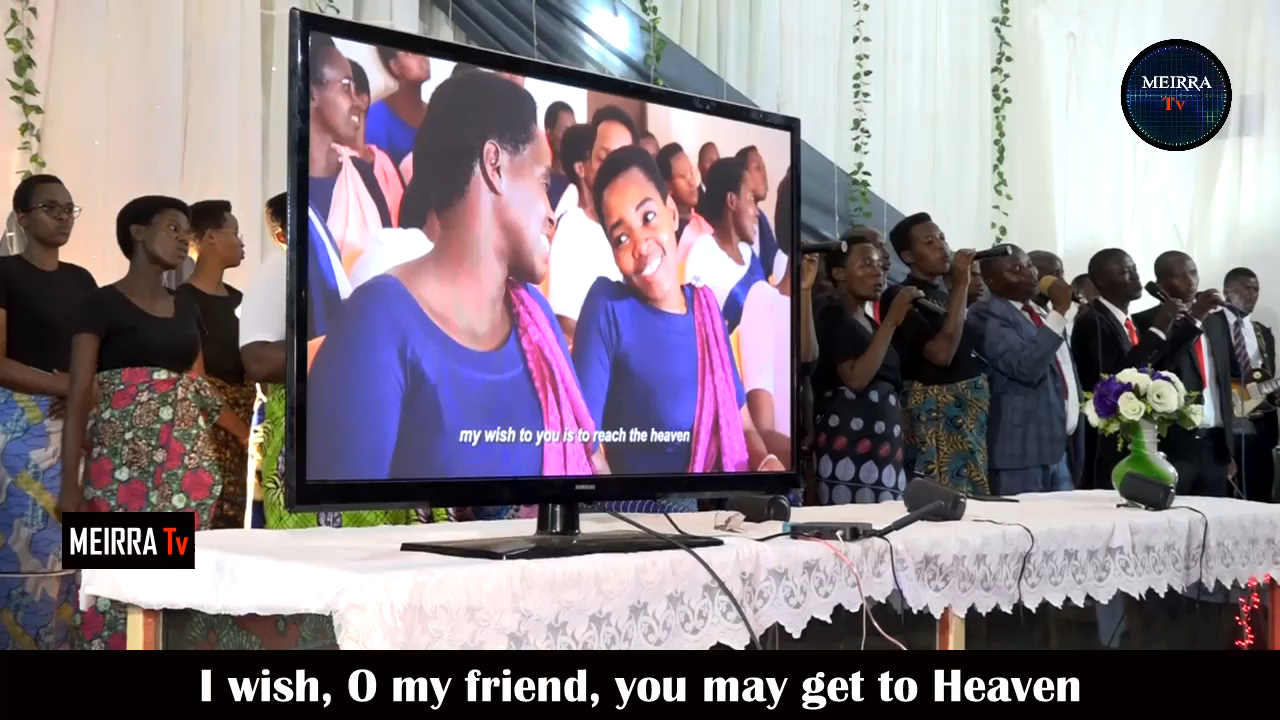 MEIRRA
Tv
my wish to you is to reach the heaven
SAMSUNG
MEIRRA Tv
I wish, O my friend, you may get to Heaven